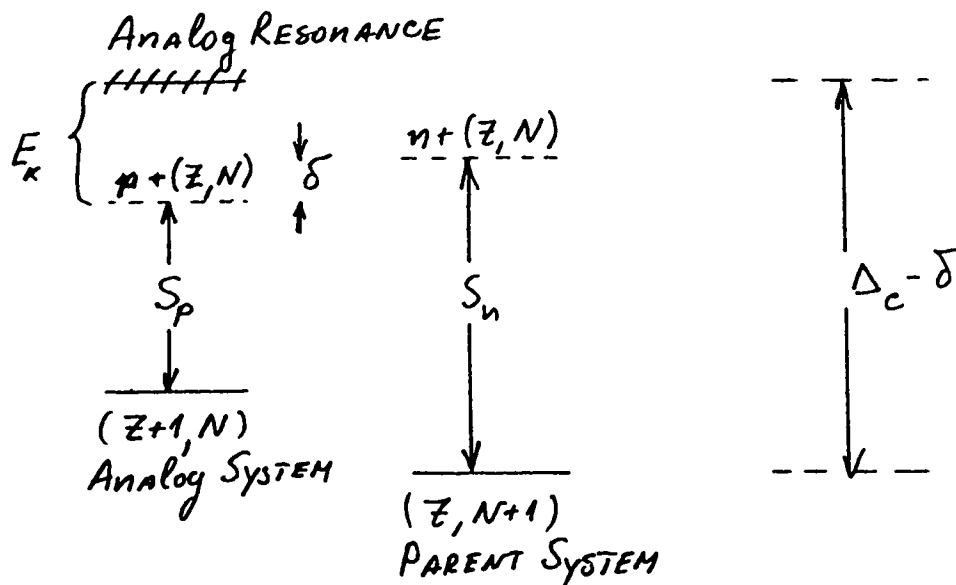 Analog RESONANCE
E_x
p + (Z, N)
δ
n + (Z, N)
S_p
S_n
Δ_c - δ
(Z+1, N)
Analog SYSTEM
(Z, N+1)
PARENT SYSTEM